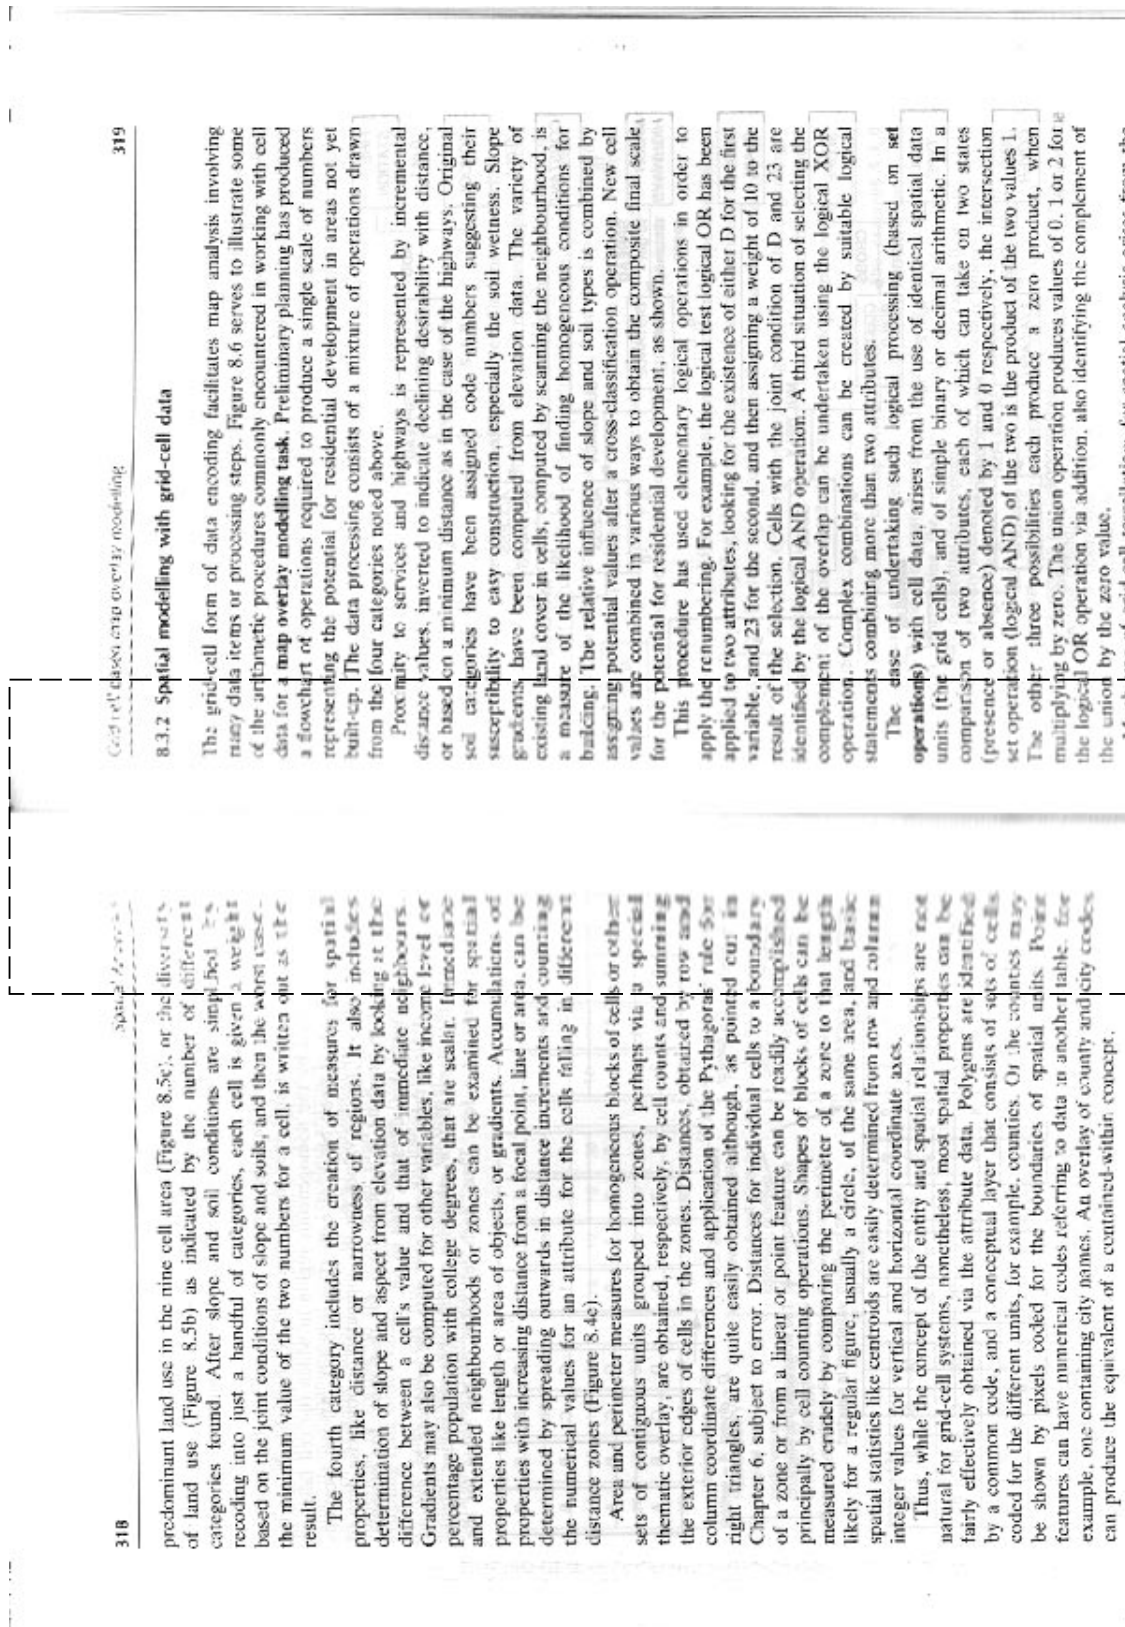 318
predominant land use in the nine cell area (Figure 8.5c), or the diversity
of land use (Figure 8.5b) as indicated by the number of different
categories found. After slope and soil conditions are simplified by
recoding into just a handful of categories, each cell is given a weight
based on the joint conditions of slope and soils, and then the worst case,
the minimum value of the two numbers for a cell, is written out as the
result.
The fourth category includes the creation of measures for spatial
properties, like distance or narrowness of regions. It also includes
determination of slope and aspect from elevation data by looking at the
difference between a cell's value and that of immediate neighbours.
Gradients may also be computed for other variables, like income level or
percentage population with college degrees, that are scalar. Immediate
and extended neighbourhoods or zones can be examined for spatial
properties like length or area of objects, or gradients. Accumulations of
properties with increasing distance from a focal point, line or area can be
determined by spreading outwards in distance increments and counting
the numerical values for an attribute for the cells falling in different
distance zones (Figure 8.4e).
Area and perimeter measures for homogeneous blocks of cells or other
sets of contiguous units grouped into zones, perhaps via a special
thematic overlay, are obtained, respectively, by cell counts and summing
the exterior edges of cells in the zones. Distances, obtained by row and
column coordinate differences and application of the Pythagoras rule for
right triangles, are quite easily obtained although, as pointed out in
Chapter 6, subject to error. Distances for individual cells to a boundary
of a zone or from a linear or point feature can be readily accomplished
principally by cell counting operations. Shapes of blocks of cells can be
measured crudely by comparing the perimeter of a zone to that length
likely for a regular figure, usually a circle, of the same area, and basic
spatial statistics like centroids are easily determined from row and column
integer values for vertical and horizontal coordinate axes.
Thus, while the concept of the entity and spatial relationships are not
natural for grid-cell systems, nonetheless, most spatial properties can be
fairly effectively obtained via the attribute data. Polygons are identified
by a common code, and a conceptual layer that consists of sets of cells
coded for the different units, for example, counties. Or the counties may
be shown by pixels coded for the boundaries of spatial units. Point
features can have numerical codes referring to data in another table, for
example, one containing city names. An overlay of county and city codes
can produce the equivalent of a contained-within concept.
Grid-cell based map overlay modelling 319
8.3.2 Spatial modelling with grid-cell data
The grid-cell form of data encoding facilitates map analysis involving
many data items or processing steps. Figure 8.6 serves to illustrate some
of the arithmetic procedures commonly encountered in working with cell
data for a map overlay modelling task. Preliminary planning has produced
a flowchart of operations required to produce a single scale of numbers
representing the potential for residential development in areas not yet
built-up. The data processing consists of a mixture of operations drawn
from the four categories noted above.
Proximity to services and highways is represented by incremental
distance values, inverted to indicate declining desirability with distance,
or based on a minimum distance as in the case of the highways. Original
soil categories have been assigned code numbers suggesting their
susceptibility to easy construction, especially the soil wetness. Slope
gradients, have been computed from elevation data. The variety of
existing land cover in cells, computed by scanning the neighbourhood, is
a measure of the likelihood of finding homogeneous conditions for
building. The relative influence of slope and soil types is combined by
assigning potential values after a cross-classification operation. New cell
values are combined in various ways to obtain the composite final scale,
for the potential for residential development, as shown.
This procedure has used elementary logical operations in order to
apply the renumbering. For example, the logical test logical OR has been
applied to two attributes, looking for the existence of either D for the first
variable, and 23 for the second, and then assigning a weight of 10 to the
result of the selection. Cells with the joint condition of D and 23 are
identified by the logical AND operation. A third situation of selecting the
complement of the overlap can be undertaken using the logical XOR
operation. Complex combinations can be created by suitable logical
statements combining more than two attributes.
The ease of undertaking such logical processing (based on set
operations) with cell data, arises from the use of identical spatial data
units (the grid cells), and of simple binary or decimal arithmetic. In a
comparison of two attributes, each of which can take on two states
(presence or absence) denoted by 1 and 0 respectively, the intersection
set operation (logical AND) of the two is the product of the two values 1.
The other three possibilities each produce a zero product, when
multiplying by zero. The union operation produces values of 0, 1 or 2 for
the logical OR operation via addition, also identifying the complement of
the union by the zero value.